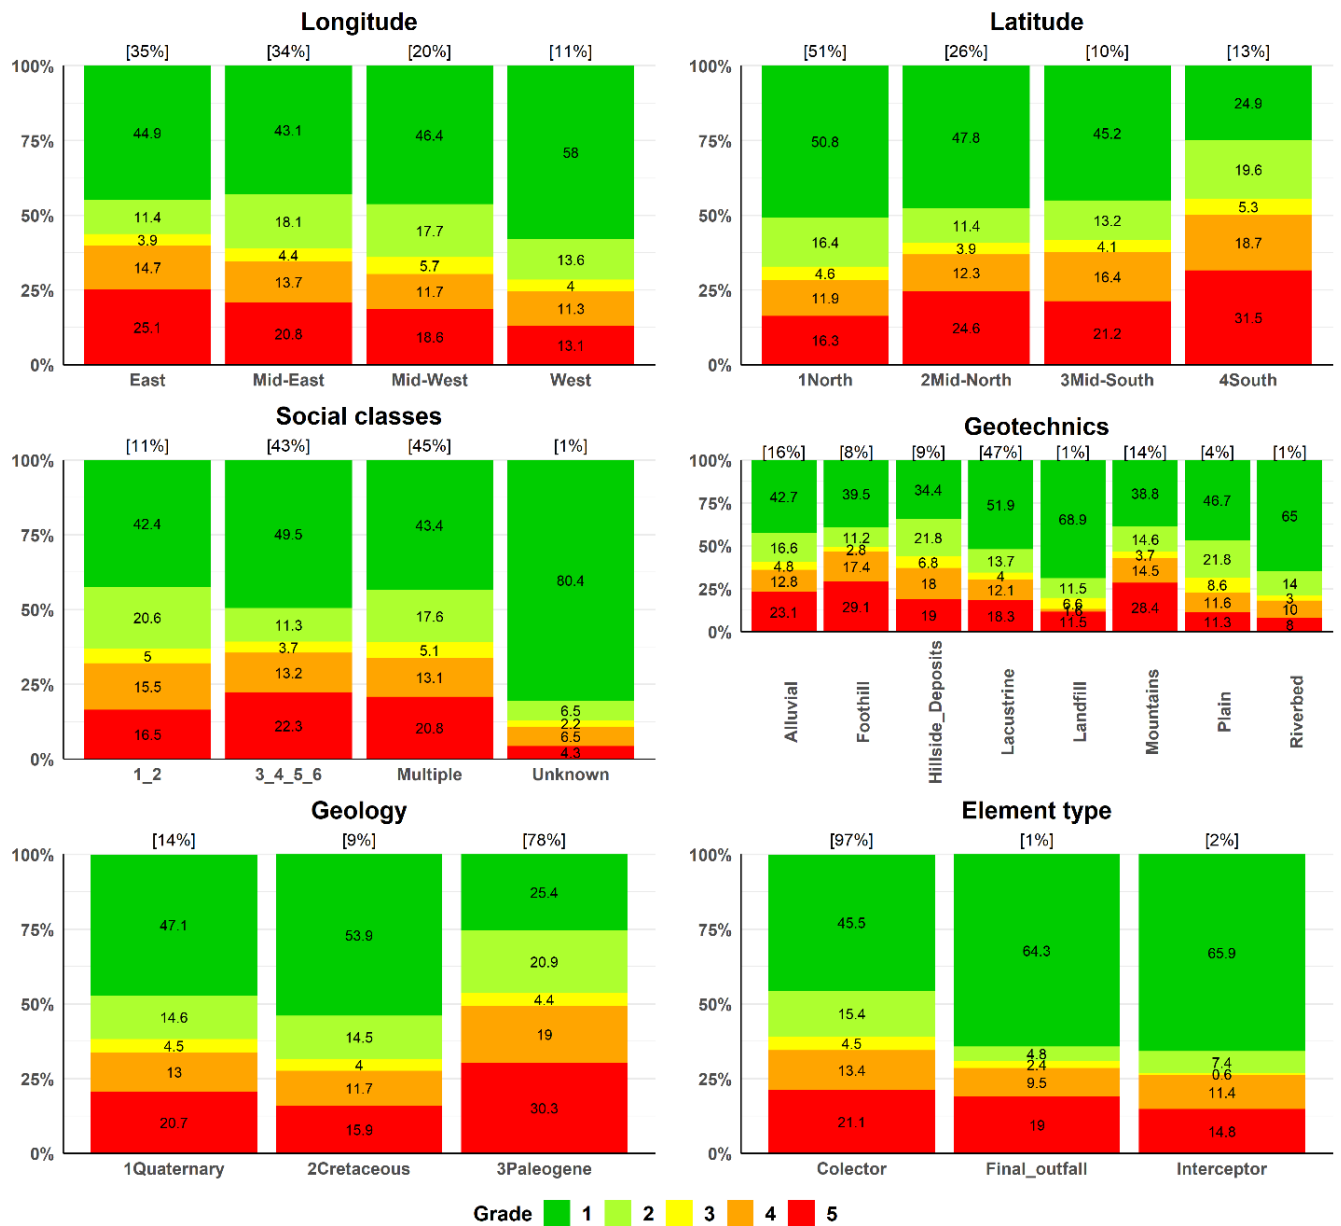 Longitude
[35%] [34%] [20%] [11%]
100%
75%
50%
25%
0%
44.9 43.1 46.4 58
11.4 18.1 17.7 13.6
3.9 4.4 5.7 4
14.7 13.7 11.7 11.3
25.1 20.8 18.6 13.1
East Mid-East Mid-West West
Latitude
[51%] [26%] [10%] [13%]
100%
75%
50%
25%
0%
50.8 47.8 45.2 24.9
16.4 11.4 13.2 19.6
4.6 3.9 4.1 5.3
11.9 12.3 16.4 18.7
16.3 24.6 21.2 31.5
1North 2Mid-North 3Mid-South 4South
Social classes
[11%] [43%] [45%] [1%]
100%
75%
50%
25%
0%
42.4 49.5 43.4 80.4
20.6 11.3 17.6 6.5
5 3.7 5.1 2.2
15.5 13.2 13.1 6.5
16.5 22.3 20.8 4.3
1_2 3_4_5_6 Multiple Unknown
Geotechnics
[16%] [8%] [9%] [47%] [1%] [14%] [4%] [1%]
100%
75%
50%
25%
0%
42.7 39.5 34.4 51.9 68.9 38.8 46.7 65
16.6 11.2 21.8 13.7 11.5 14.6 21.8 14
4.8 2.8 6.8 4 6.6 3.7 8.6 3
12.8 17.4 18 12.1 1.6 14.5 11.6 10
23.1 29.1 19 18.3 11.5 28.4 11.3 8
Alluvial Foothill Hillside_Deposits Lacustrine Landfill Mountains Plain Riverbed
Geology
[14%] [9%] [78%]
100%
75%
50%
25%
0%
47.1 53.9 25.4
14.6 14.5 20.9
4.5 4 4.4
13 11.7 19
20.7 15.9 30.3
1Quaternary 2Cretaceous 3Paleogene
Element type
[97%] [1%] [2%]
100%
75%
50%
25%
0%
45.5 64.3 65.9
15.4 4.8 7.4
4.5 2.4 0.6
13.4 9.5 11.4
21.1 19 14.8
Colector Final_outfall Interceptor
Grade 1 2 3 4 5